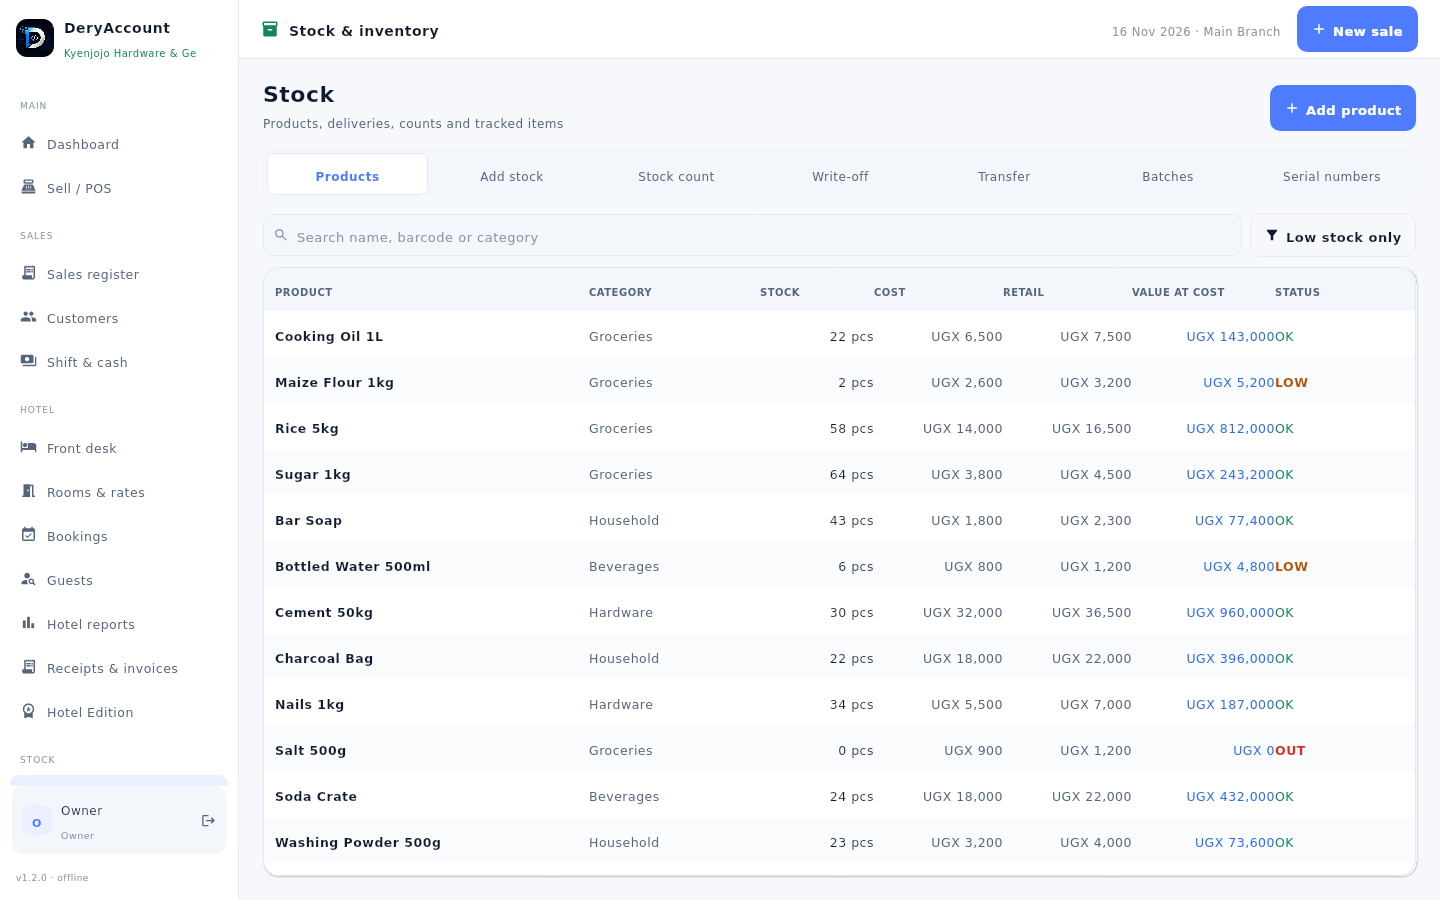 DeryAccount
Kyenjojo Hardware & Ge
MAIN
Dashboard
Sell / POS
SALES
Sales register
Customers
Shift & cash
HOTEL
Front desk
Rooms & rates
Bookings
Guests
Hotel reports
Receipts & invoices
Hotel Edition
STOCK
O
Owner
Owner
v1.2.0 · offline
Stock & inventory
16 Nov 2026 · Main Branch
+ New sale
Stock
Products, deliveries, counts and tracked items
+ Add product
Products Add stock Stock count Write-off Transfer Batches Serial numbers
Search name, barcode or category
Low stock only
PRODUCT CATEGORY STOCK COST RETAIL VALUE AT COST STATUS
Cooking Oil 1L Groceries 22 pcs UGX 6,500 UGX 7,500 UGX 143,000 OK
Maize Flour 1kg Groceries 2 pcs UGX 2,600 UGX 3,200 UGX 5,200 LOW
Rice 5kg Groceries 58 pcs UGX 14,000 UGX 16,500 UGX 812,000 OK
Sugar 1kg Groceries 64 pcs UGX 3,800 UGX 4,500 UGX 243,200 OK
Bar Soap Household 43 pcs UGX 1,800 UGX 2,300 UGX 77,400 OK
Bottled Water 500ml Beverages 6 pcs UGX 800 UGX 1,200 UGX 4,800 LOW
Cement 50kg Hardware 30 pcs UGX 32,000 UGX 36,500 UGX 960,000 OK
Charcoal Bag Household 22 pcs UGX 18,000 UGX 22,000 UGX 396,000 OK
Nails 1kg Hardware 34 pcs UGX 5,500 UGX 7,000 UGX 187,000 OK
Salt 500g Groceries 0 pcs UGX 900 UGX 1,200 UGX 0 OUT
Soda Crate Beverages 24 pcs UGX 18,000 UGX 22,000 UGX 432,000 OK
Washing Powder 500g Household 23 pcs UGX 3,200 UGX 4,000 UGX 73,600 OK